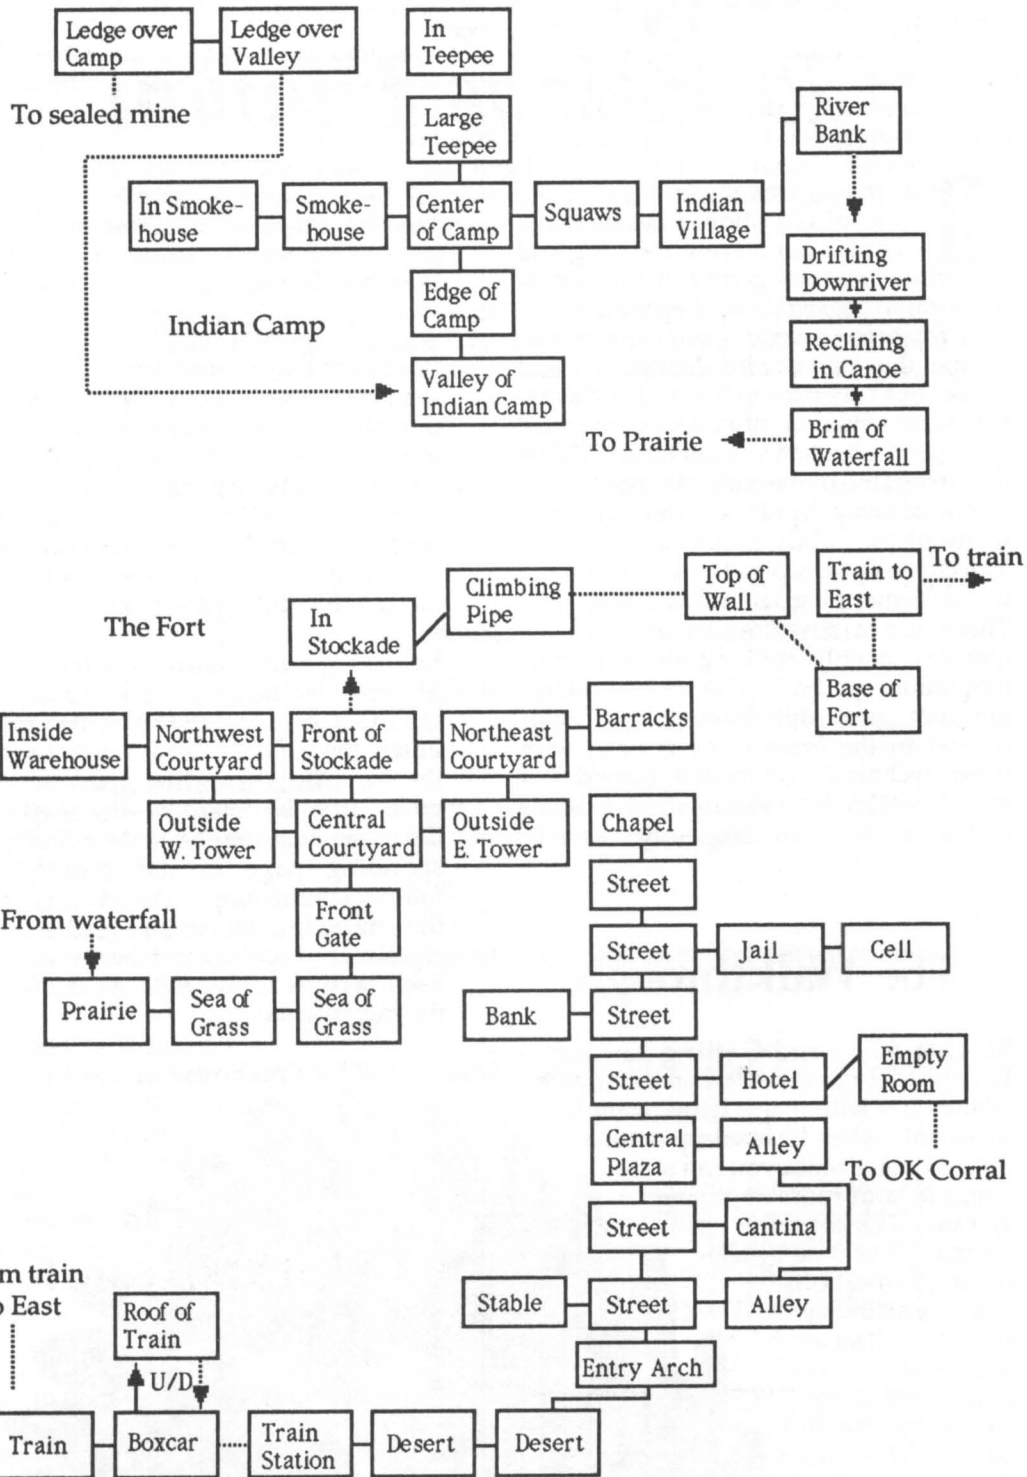 Ledge over
Camp
Ledge over
Valley
In
Teepee
To sealed mine
Large
Teepee
River
Bank
In Smoke-
house
Smoke-
house
Center
of Camp
Squaws
Indian
Village
Drifting
Downriver
Edge of
Camp
Indian Camp
Reclining
in Canoe
Valley of
Indian Camp
To Prairie
Brim of
Waterfall
To train
Climbing
Pipe
Top of
Wall
Train to
East
The Fort
In
Stockade
Base of
Fort
Inside
Warehouse
Northwest
Courtyard
Front of
Stockade
Northeast
Courtyard
Barracks
Outside
W. Tower
Central
Courtyard
Outside
E. Tower
Chapel
Street
From waterfall
Front
Gate
Street
Jail
Cell
Prairie
Sea of
Grass
Sea of
Grass
Bank
Street
Street
Hotel
Empty
Room
Central
Plaza
Alley
To OK Corral
Street
Cantina
m train
o East
Roof of
Train
Stable
Street
Alley
U/D
Entry Arch
Train
Boxcar
Train
Station
Desert
Desert